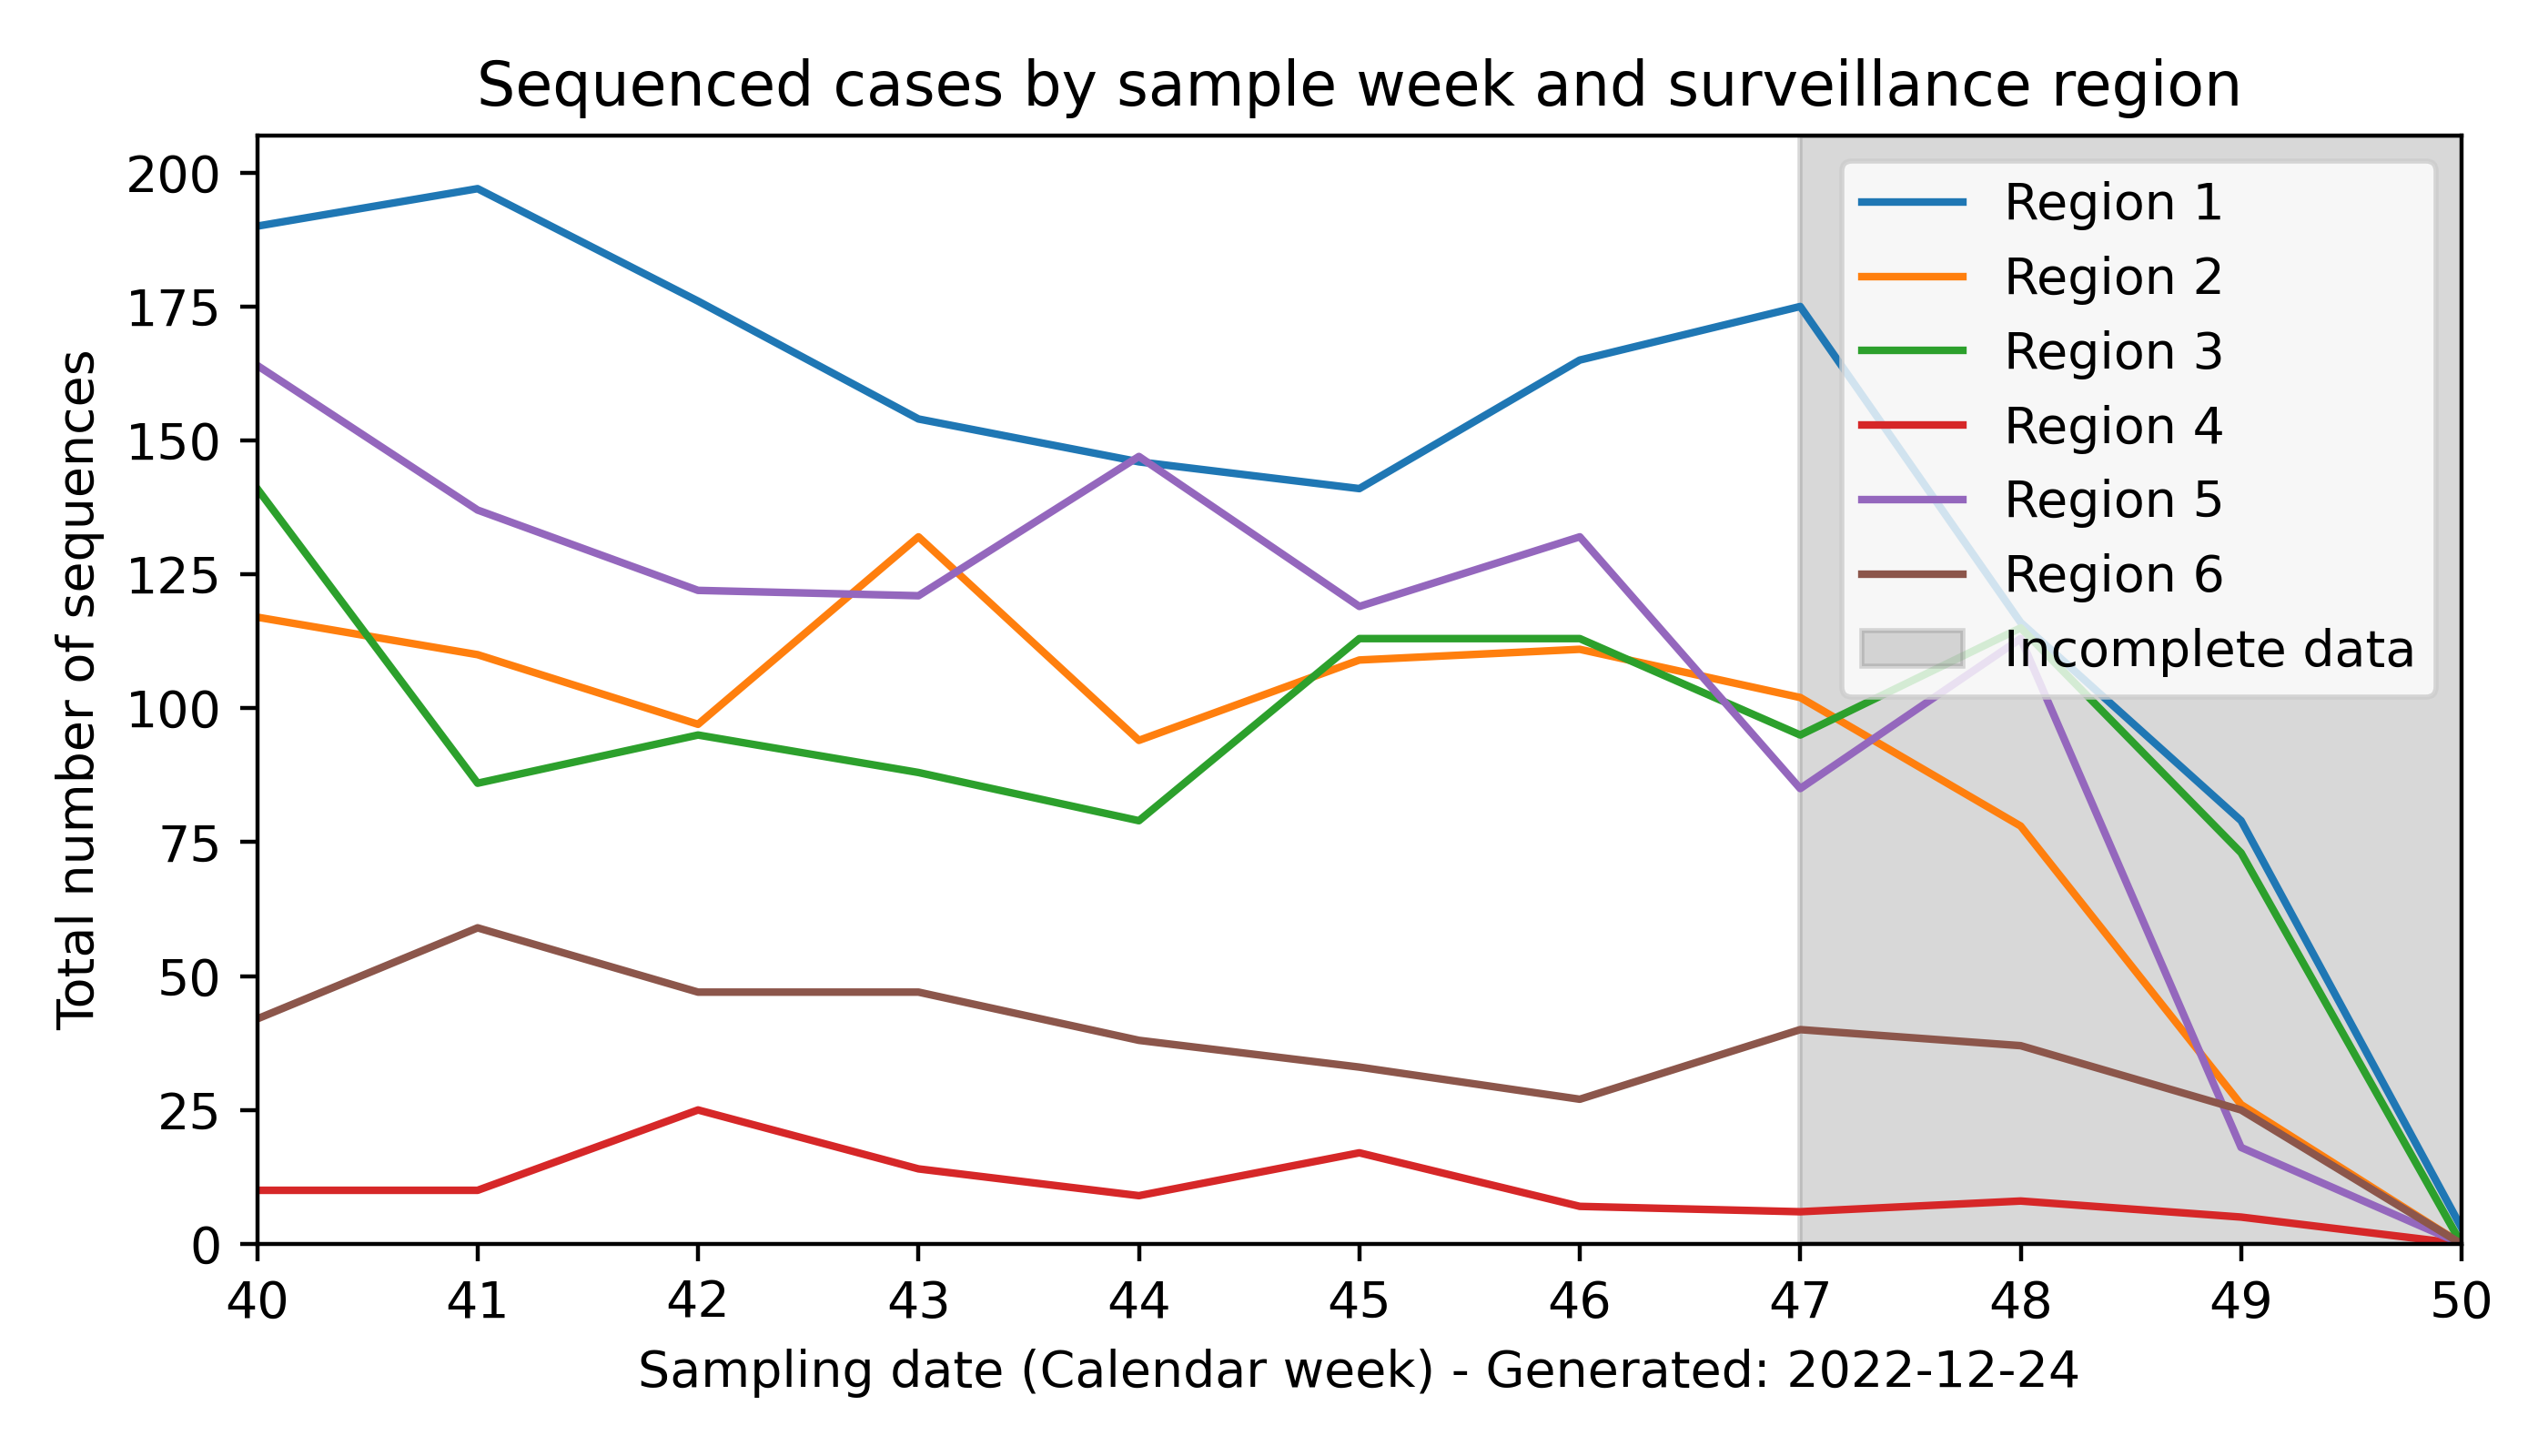 Sequenced cases by sample week and surveillance region
Total number of sequences
200
175
150
125
100
75
50
25
0
Region 1
Region 2
Region 3
Region 4
Region 5
Region 6
Incomplete data
40 41 42 43 44 45 46 47 48 49 50
Sampling date (Calendar week) - Generated: 2022-12-24